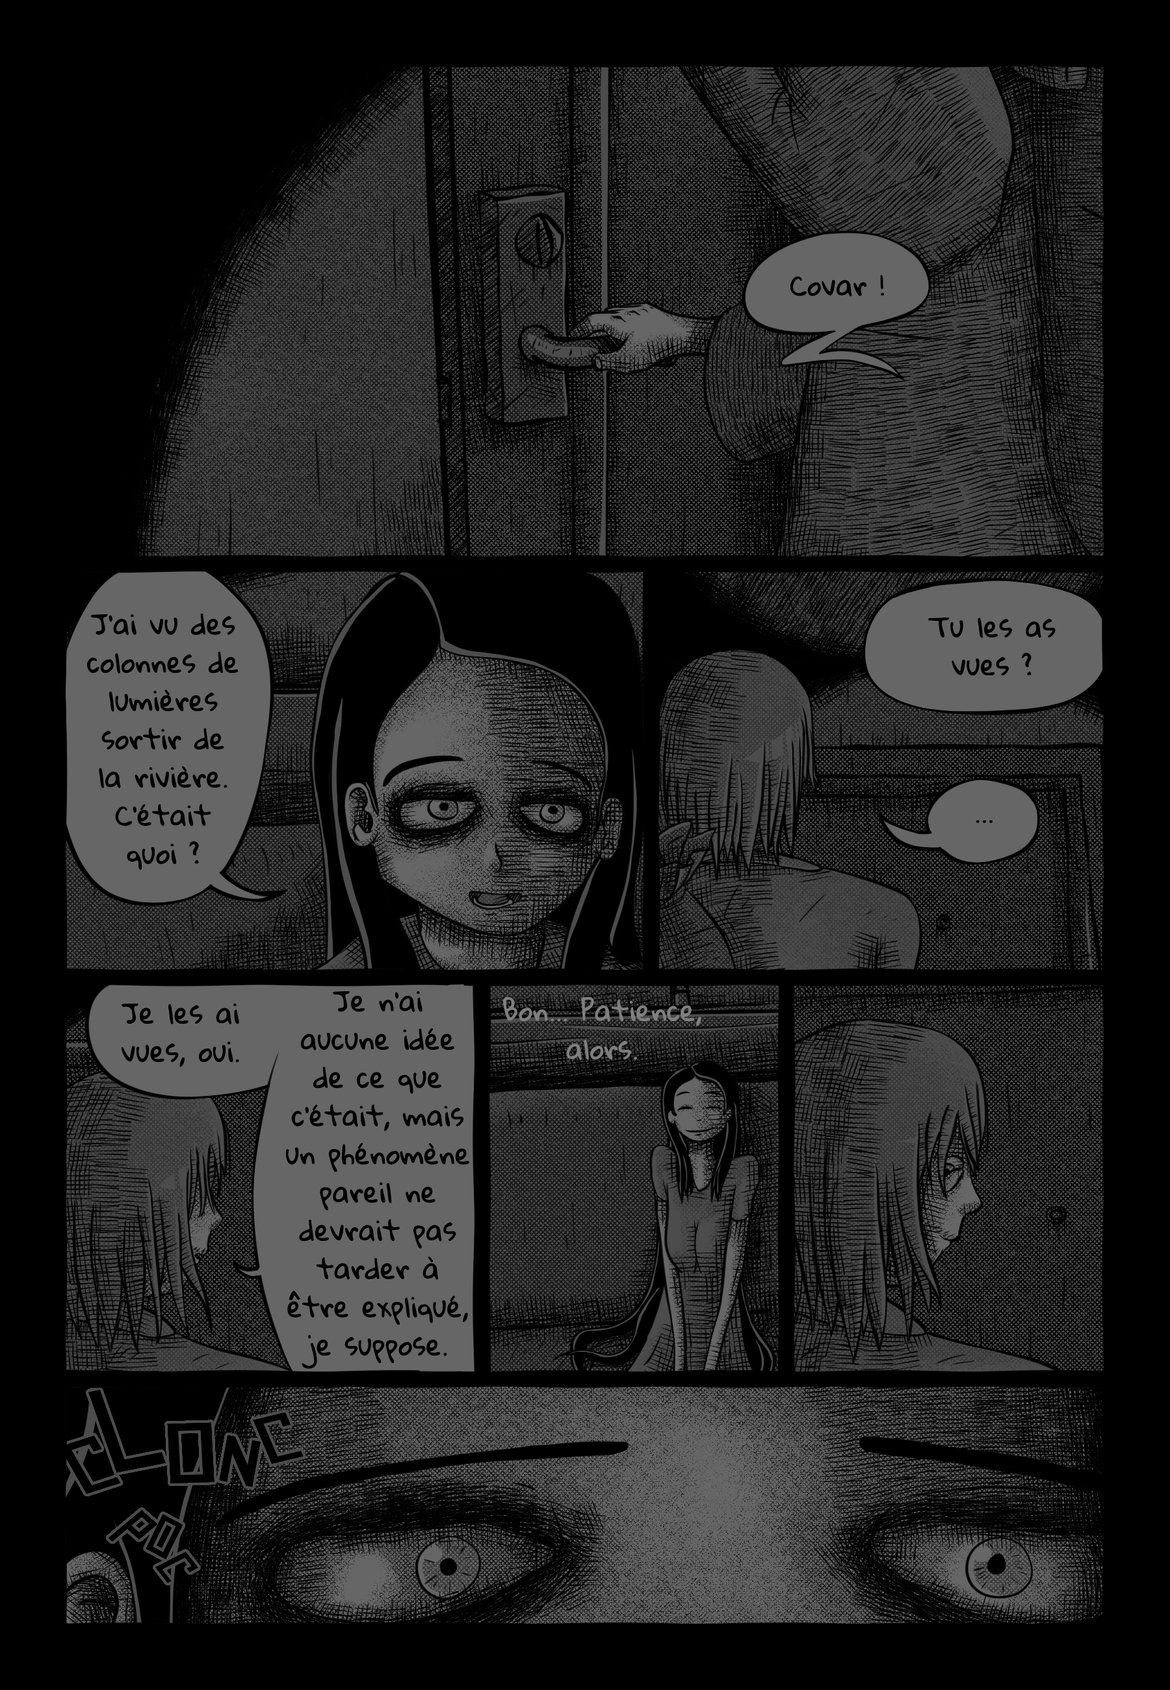 Covar !
J'ai vu des
colonnes de
lumières
sortir de
la rivière.
C'était
quoi ?
Tu les as
vues ?
...
Je les ai
vues, oui.
Je n'ai
aucune idée
de ce que
c'était, mais
un phénomène
pareil ne
devrait pas
tarder à
être expliqué,
je suppose.
Bon... Patience,
alors.
CLONC
POC